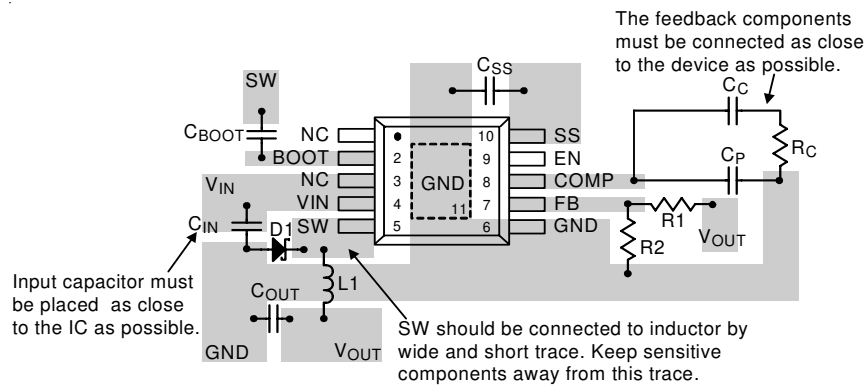 The feedback components
must be connected as close
to the device as possible.
CSS
SW
CC
CBOOT
NC
10
SS
RC
BOOT
2
9
EN
CP
NC
3
GND
8
COMP
VIN
VIN
4
11
7
FB
R1
CIN
D1
SW
5
6
GND
R2
VOUT
Input capacitor must
be placed as close
to the IC as possible.
COUT
L1
GND
VOUT
SW should be connected to inductor by
wide and short trace. Keep sensitive
components away from this trace.